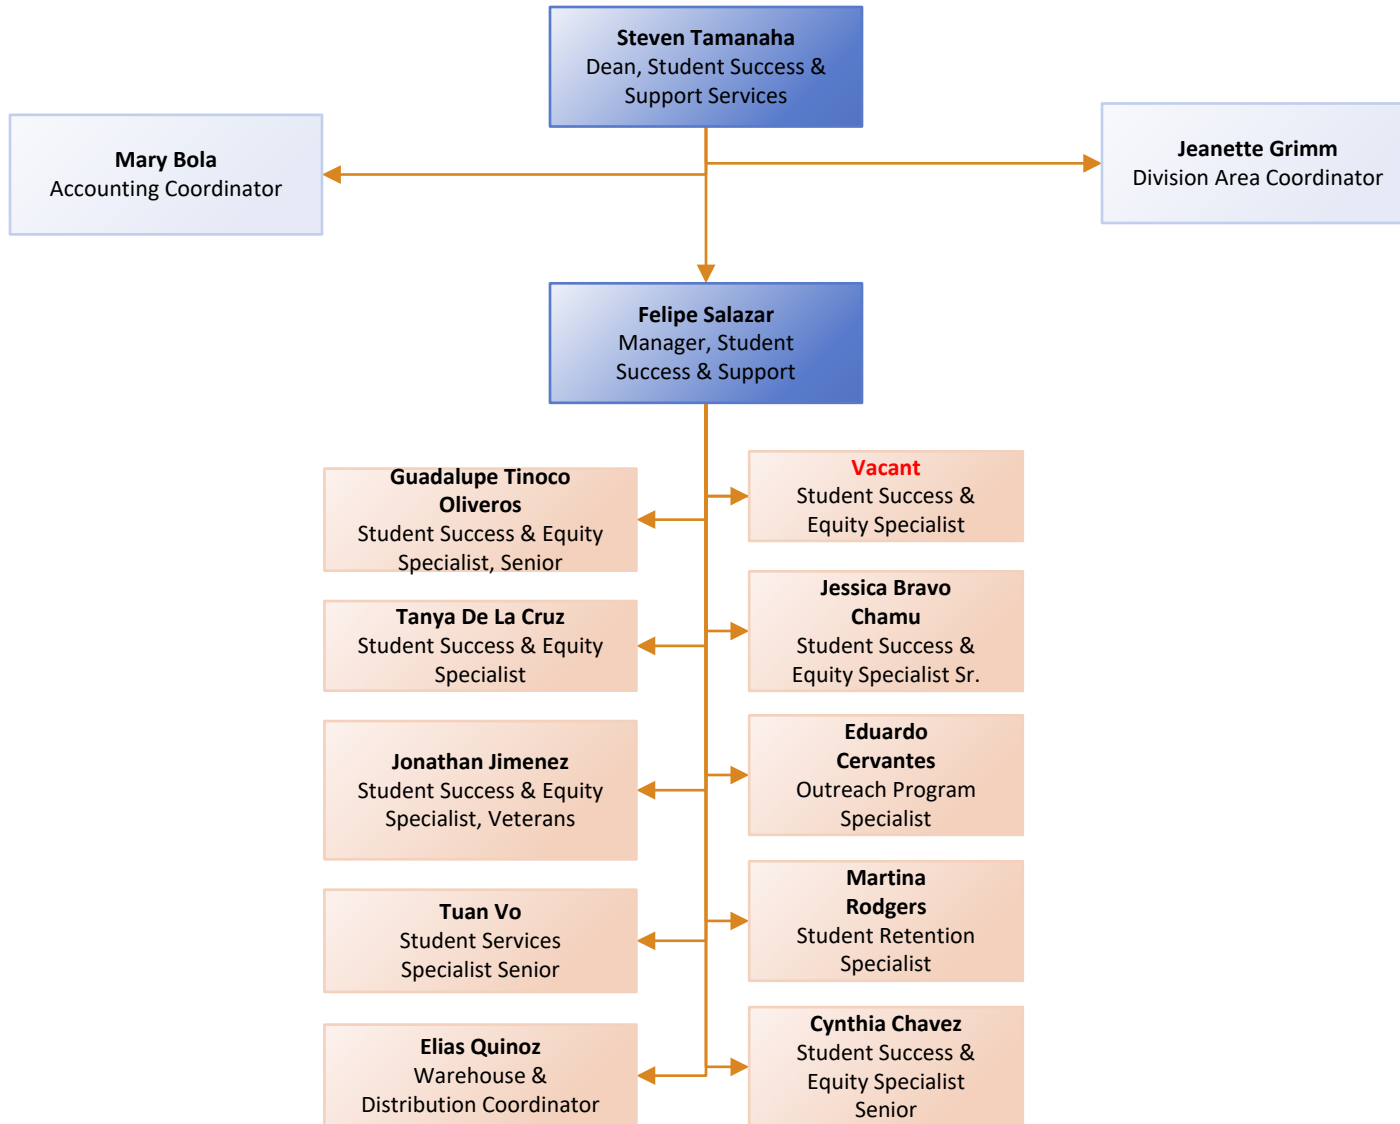 Steven Tamanaha
Dean, Student Success &
Support Services
Mary Bola
Accounting Coordinator
Jeanette Grimm
Division Area Coordinator
Felipe Salazar
Manager, Student
Success & Support
Guadalupe Tinoco
Oliveros
Student Success & Equity
Specialist, Senior
Vacant
Student Success &
Equity Specialist
Tanya De La Cruz
Student Success & Equity
Specialist
Jessica Bravo
Chamu
Student Success &
Equity Specialist Sr.
Jonathan Jimenez
Student Success & Equity
Specialist, Veterans
Eduardo
Cervantes
Outreach Program
Specialist
Tuan Vo
Student Services
Specialist Senior
Martina
Rodgers
Student Retention
Specialist
Elias Quinoz
Warehouse &
Distribution Coordinator
Cynthia Chavez
Student Success &
Equity Specialist
Senior